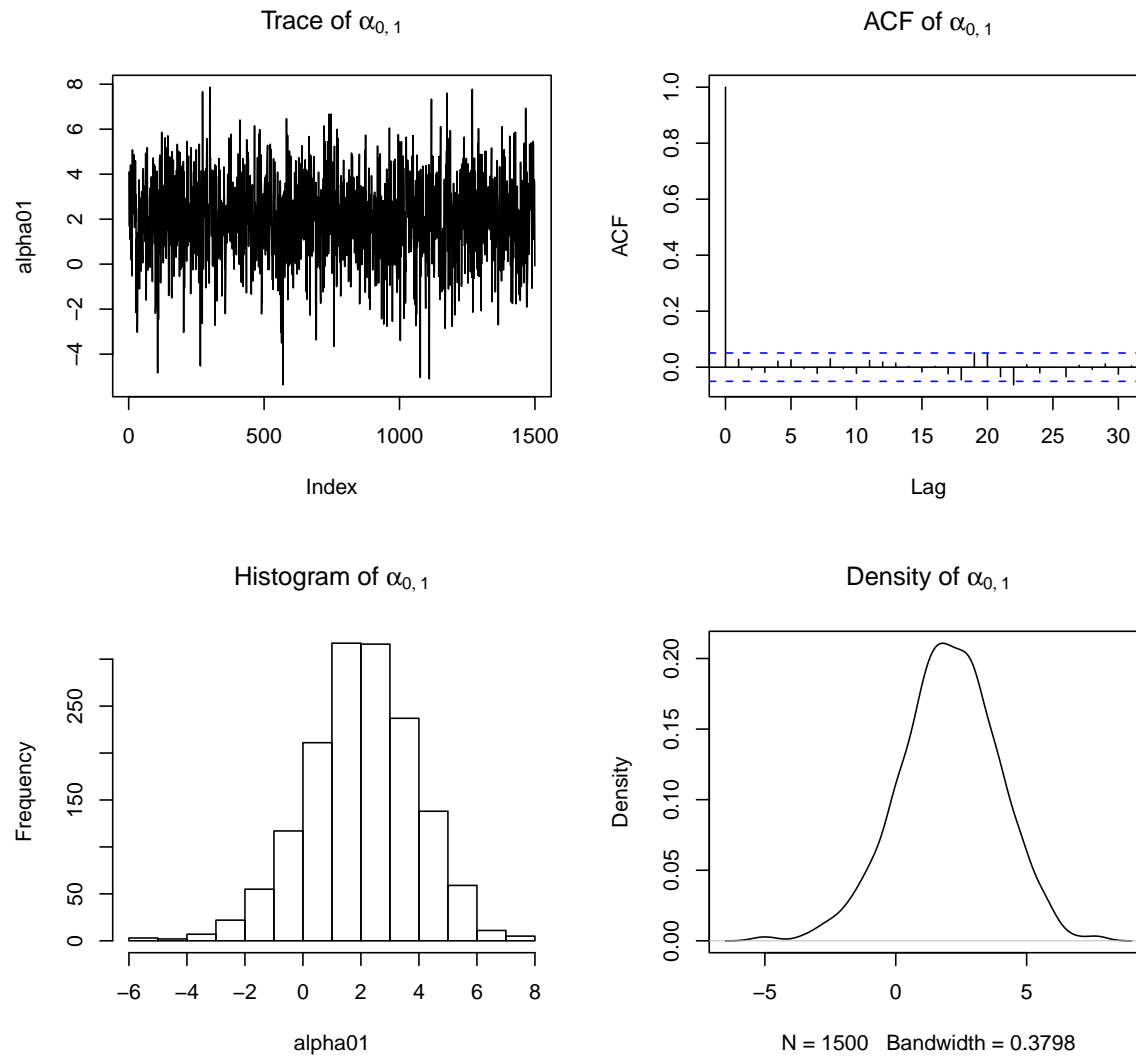 Trace of α0, 1
alpha01
8
6
4
2
0
−2
−4
0 500 1000 1500
Index
ACF of α0, 1
ACF
1.0
0.8
0.6
0.4
0.2
0.0
0 5 10 15 20 25 30
Lag
Histogram of α0, 1
Frequency
250
150
50
0
−6 −4 −2 0 2 4 6 8
alpha01
Density of α0, 1
Density
0.20
0.15
0.10
0.05
0.00
−5 0 5
N = 1500 Bandwidth = 0.3798